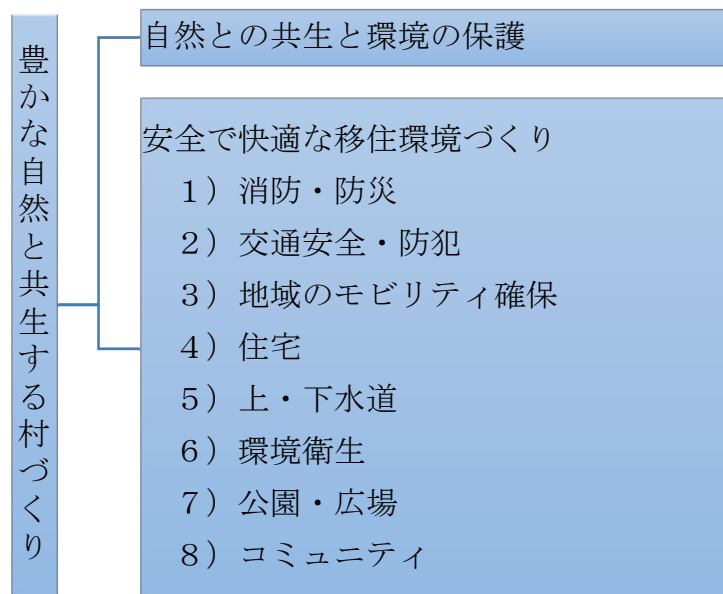 豊かな自然と共生する村づくり
自然との共生と環境の保護
安全で快適な移住環境づくり
１）消防・防災
２）交通安全・防犯
３）地域のモビリティ確保
４）住宅
５）上・下水道
６）環境衛生
７）公園・広場
８）コミュニティ